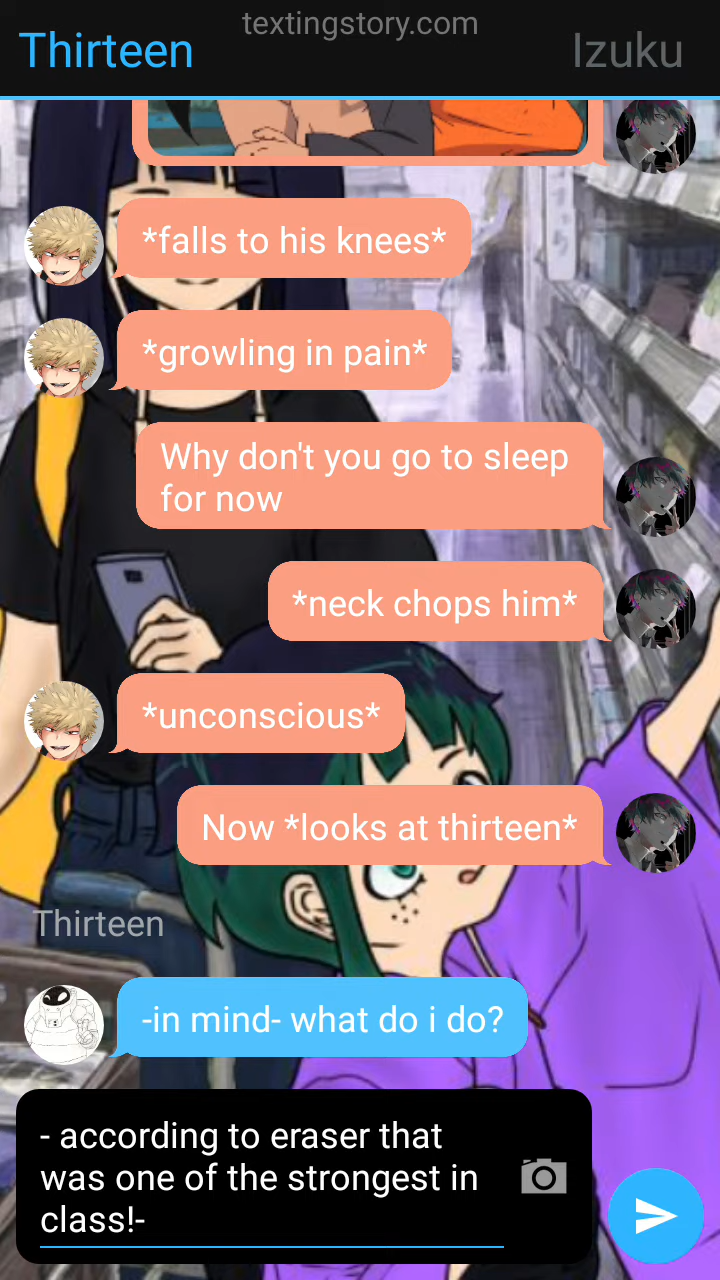 textingstory.com
Thirteen
Izuku
*falls to his knees*
*growling in pain*
Why don't you go to sleep
for now
*neck chops him*
*unconscious*
Now *looks at thirteen*
Thirteen
-in mind- what do i do?
- according to eraser that
was one of the strongest in
class!-